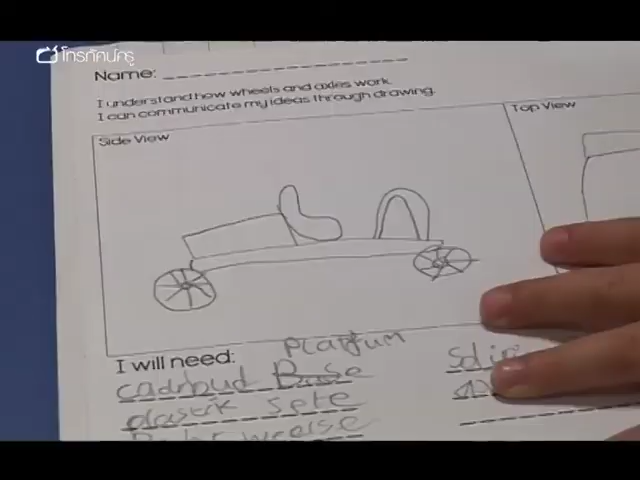 โทรทัศน์ครู
Name:
I understand how wheels and axles work.
I can communicate my ideas through drawing.
Side View
Top View
I will need:
Platfum
cadrbud Base
plastik sete